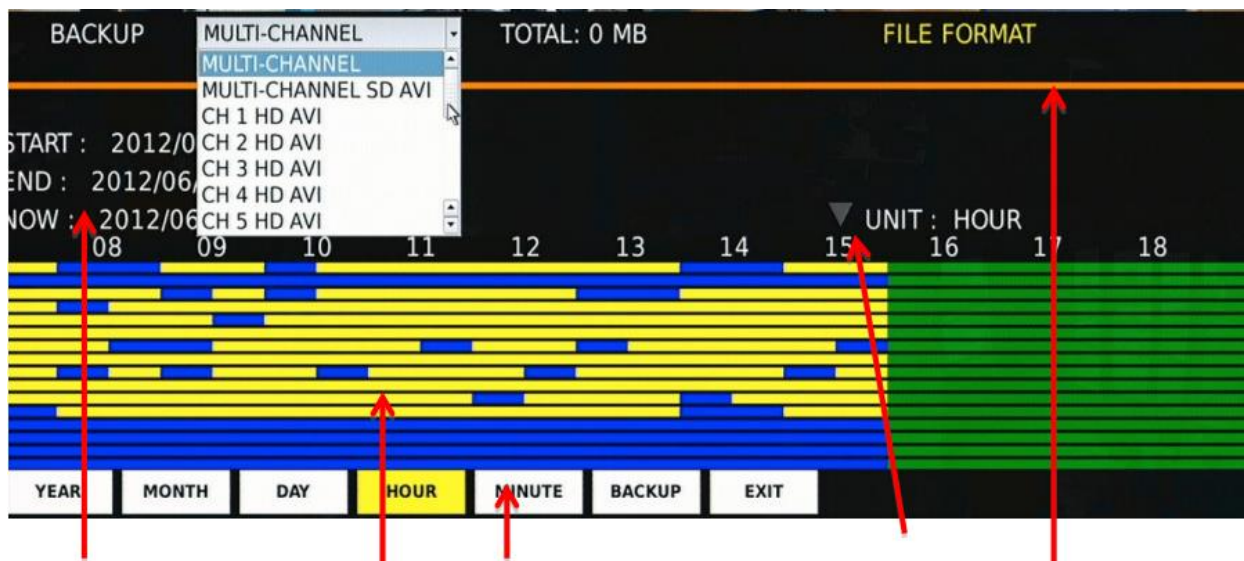 BACKUP MULTI-CHANNEL TOTAL: 0 MB FILE FORMAT
MULTI-CHANNEL
MULTI-CHANNEL SD AVI
CH 1 HD AVI
START : 2012/0 CH 2 HD AVI
CH 3 HD AVI
END : 2012/06/ CH 4 HD AVI
NOW : 2012/06 CH 5 HD AVI UNIT : HOUR
08 09 10 11 12 13 14 15 16 17 18
YEAR MONTH DAY HOUR MINUTE BACKUP EXIT